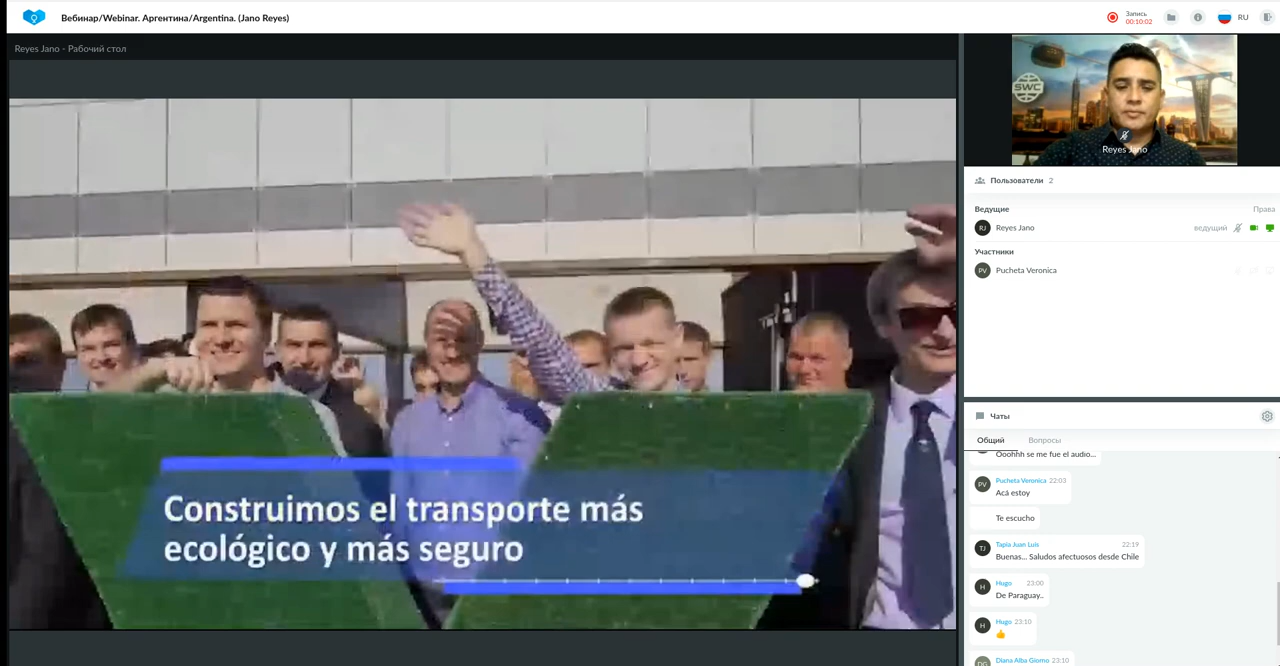 Вебинар/Webinar. Аргентина/Argentina. (Jano Reyes)
Запись
00:10:02
RU
Reyes Jano - Рабочий стол
Construimos el transporte más
ecológico y más seguro
SWC
Reyes Jano
Пользователи 2
Ведущие Права
RJ Reyes Jano ведущий
Участники
PV Pucheta Veronica
Чаты
Общий Вопросы
Ooohhh se me fue el audio...
PV Pucheta Veronica 22:03
Acá estoy
Te escucho
TJ Tapia Juan Luis 22:19
Buenas... Saludos afectuosos desde Chile
H Hugo 23:00
De Paraguay..
H Hugo 23:10
👍
DG Diana Alba Giorno 23:10